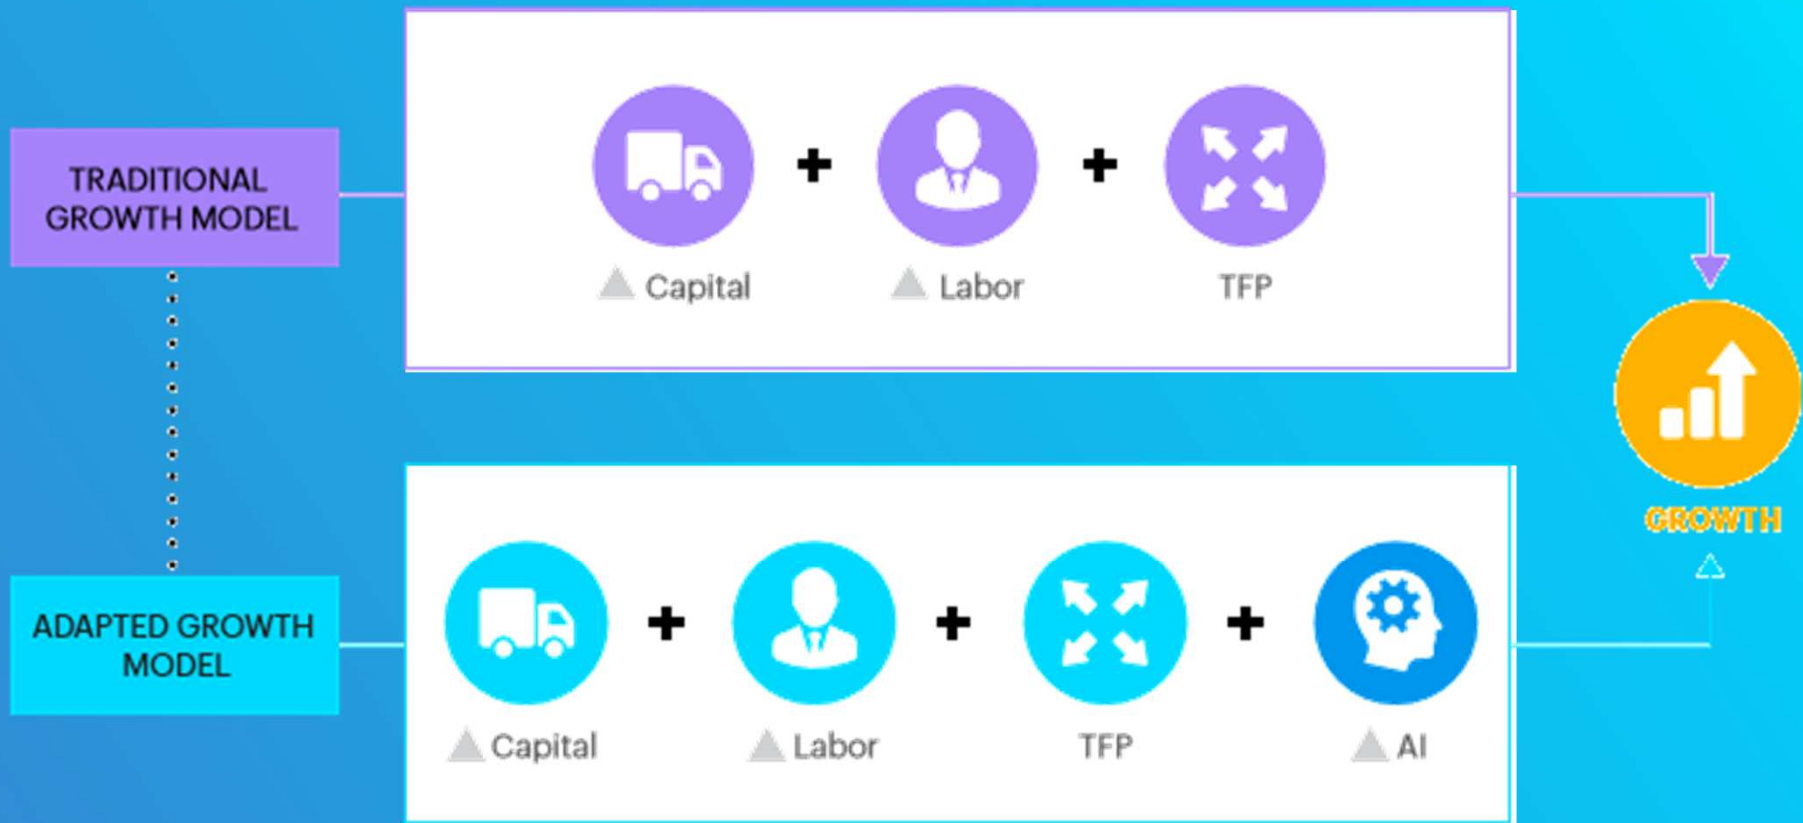 TRADITIONAL
GROWTH MODEL
Capital
Labor
TFP
GROWTH
ADAPTED GROWTH
MODEL
Capital
Labor
TFP
AI